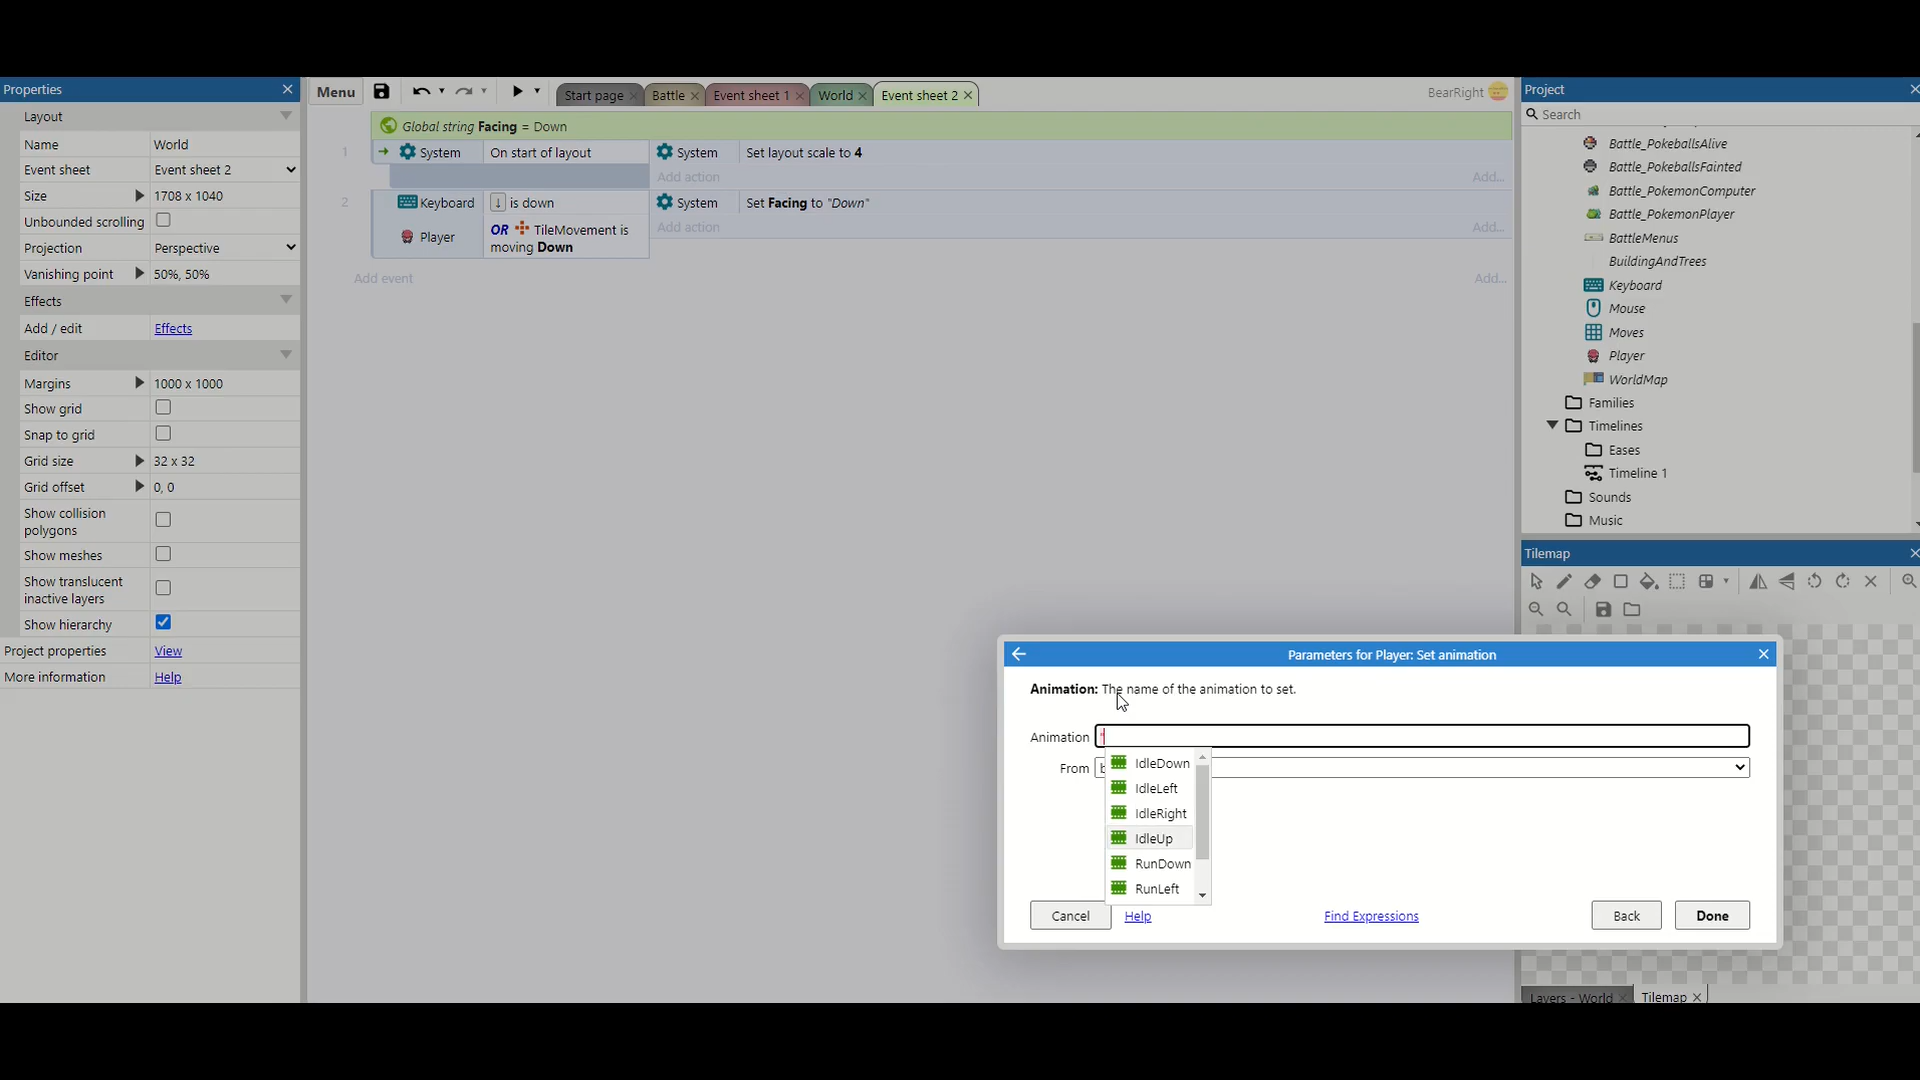 Properties
Layout
Name World
Event sheet Event sheet 2
Size 1708 x 1040
Unbounded scrolling
Projection Perspective
Vanishing point 50%, 50%
Effects
Add / edit Effects
Editor
Margins 1000 x 1000
Show grid
Snap to grid
Grid size 32 x 32
Grid offset 0, 0
Show collision
polygons
Show meshes
Show translucent
inactive layers
Show hierarchy
Project properties View
More information Help
Menu
Start page Battle Event sheet 1 World Event sheet 2
BearRight
Global string Facing = Down
1 System On start of layout System Set layout scale to 4
Add action Add...
2 Keyboard ↓ is down System Set Facing to "Down"
Player OR TileMovement is
moving Down
Add action Add...
Add event Add...
Project
Search
Battle_PokeballsAlive
Battle_PokeballsFainted
Battle_PokemonComputer
Battle_PokemonPlayer
BattleMenus
BuildingAndTrees
Keyboard
Mouse
Moves
Player
WorldMap
Families
Timelines
Eases
Timeline 1
Sounds
Music
Tilemap
Parameters for Player: Set animation
Animation: The name of the animation to set.
Animation "
From
IdleDown
IdleLeft
IdleRight
IdleUp
RunDown
RunLeft
Cancel Help Find Expressions Back Done
Layers - World Tilemap